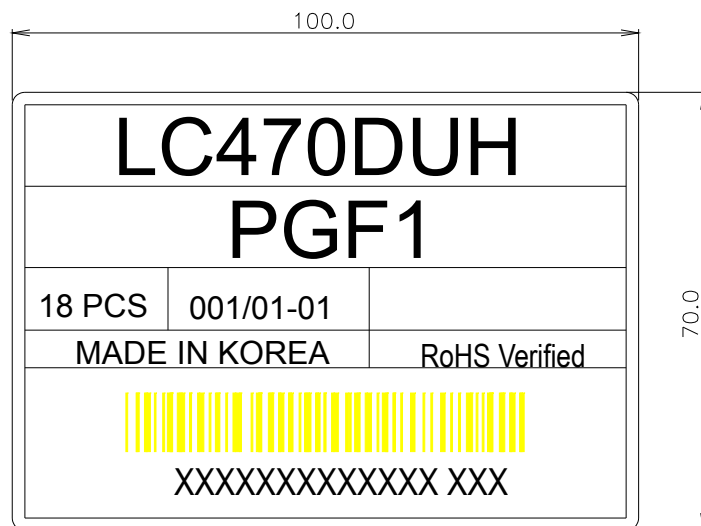 100.0
LC470DUH
PGF1
70.0
18 PCS 001/01-01
MADE IN KOREA RoHS Verified
XXXXXXXXXXXXX XXX